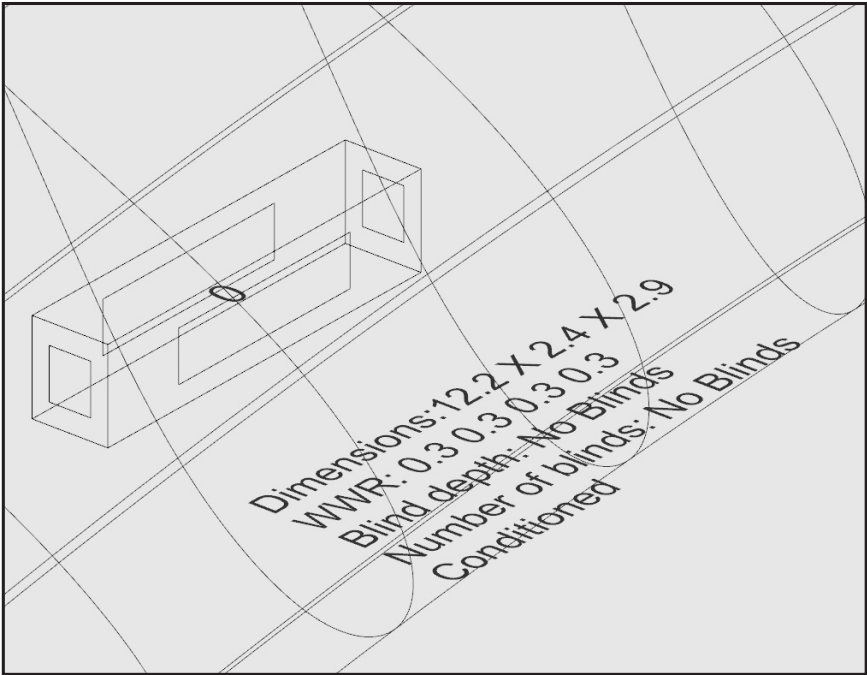 0
Dimensions:12.2 X 2.4 X 2.9
WWR: 0.3 0.3 0.3 0.3
Blind depth: No Blinds
Number of blinds: No Blinds
Conditioned